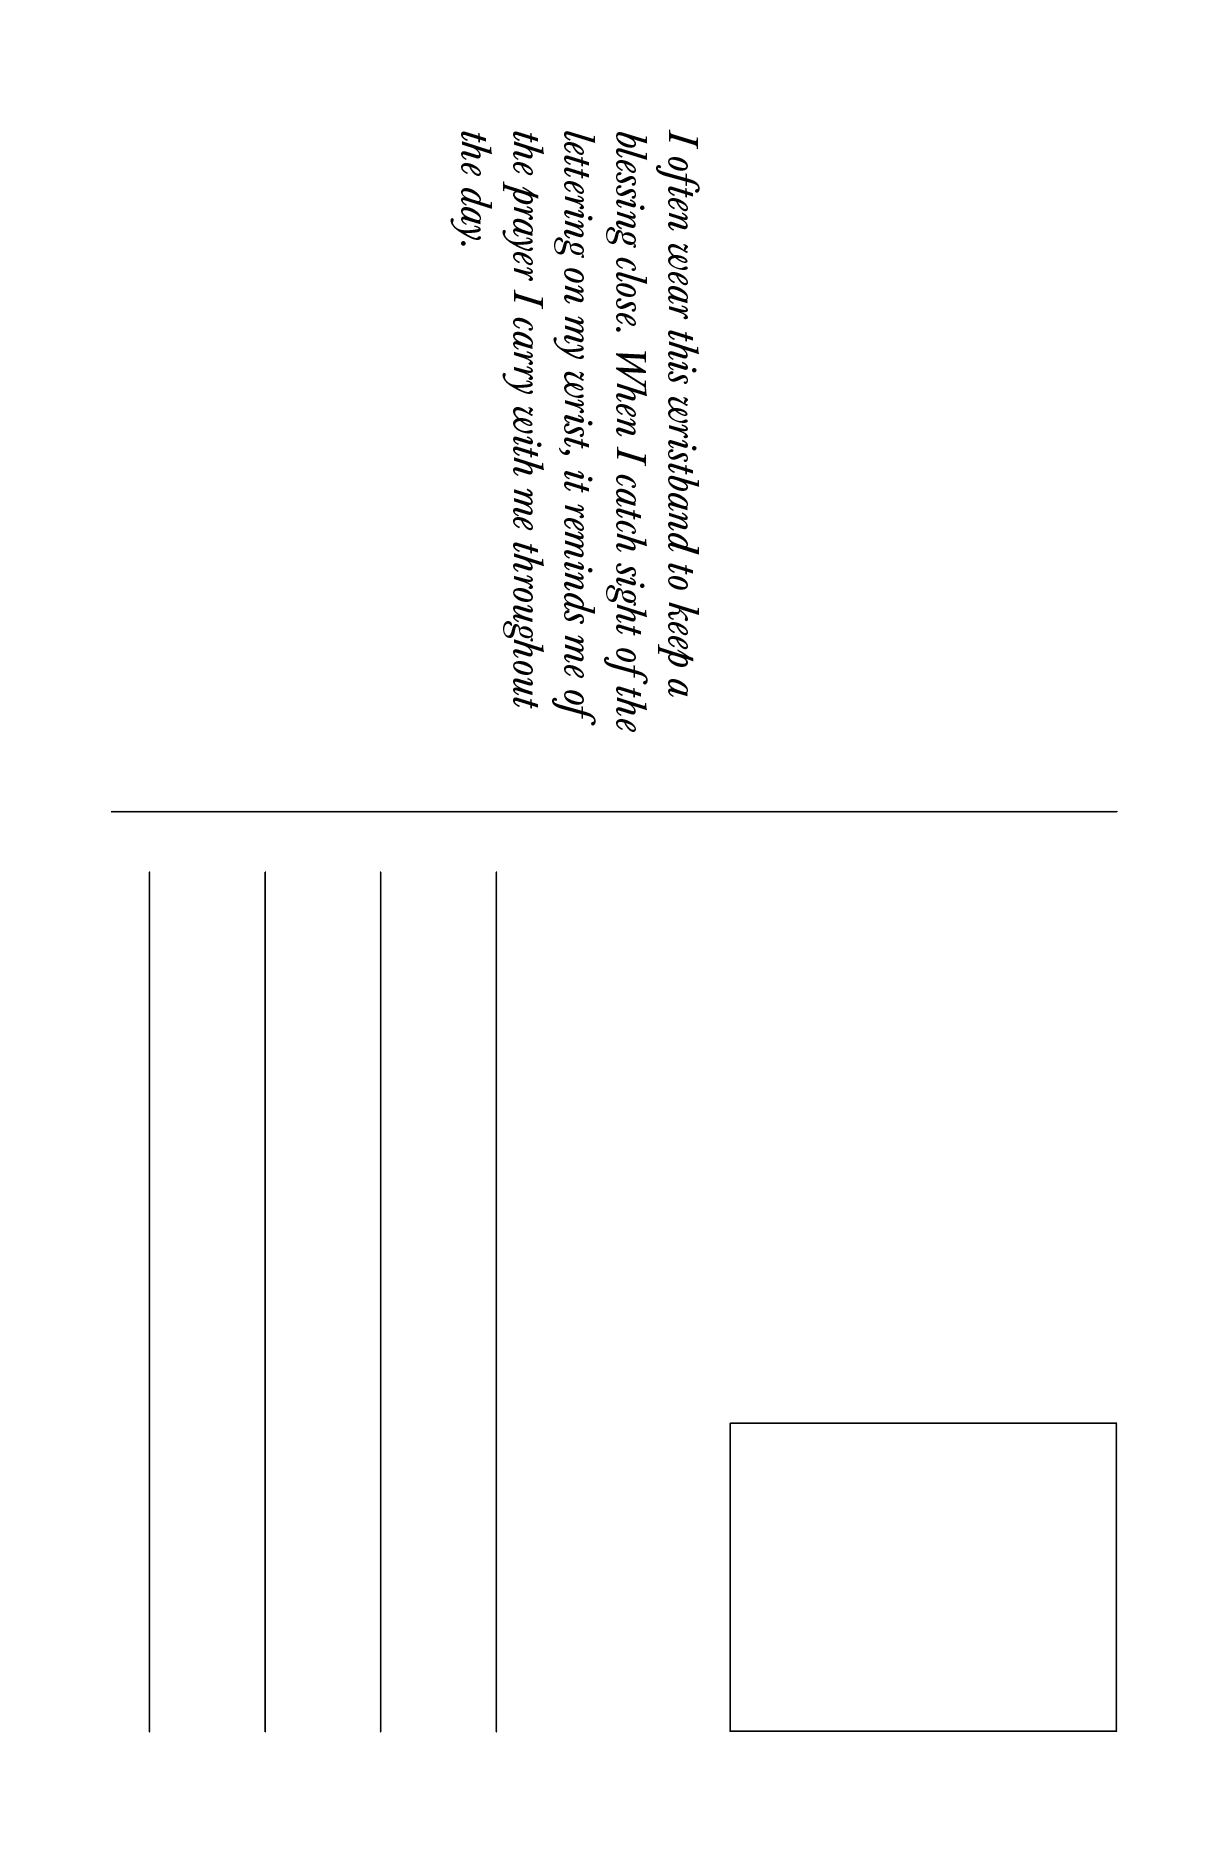 I often wear this wristband to keep a
blessing close. When I catch sight of the
lettering on my wrist, it reminds me of
the prayer I carry with me throughout
the day.